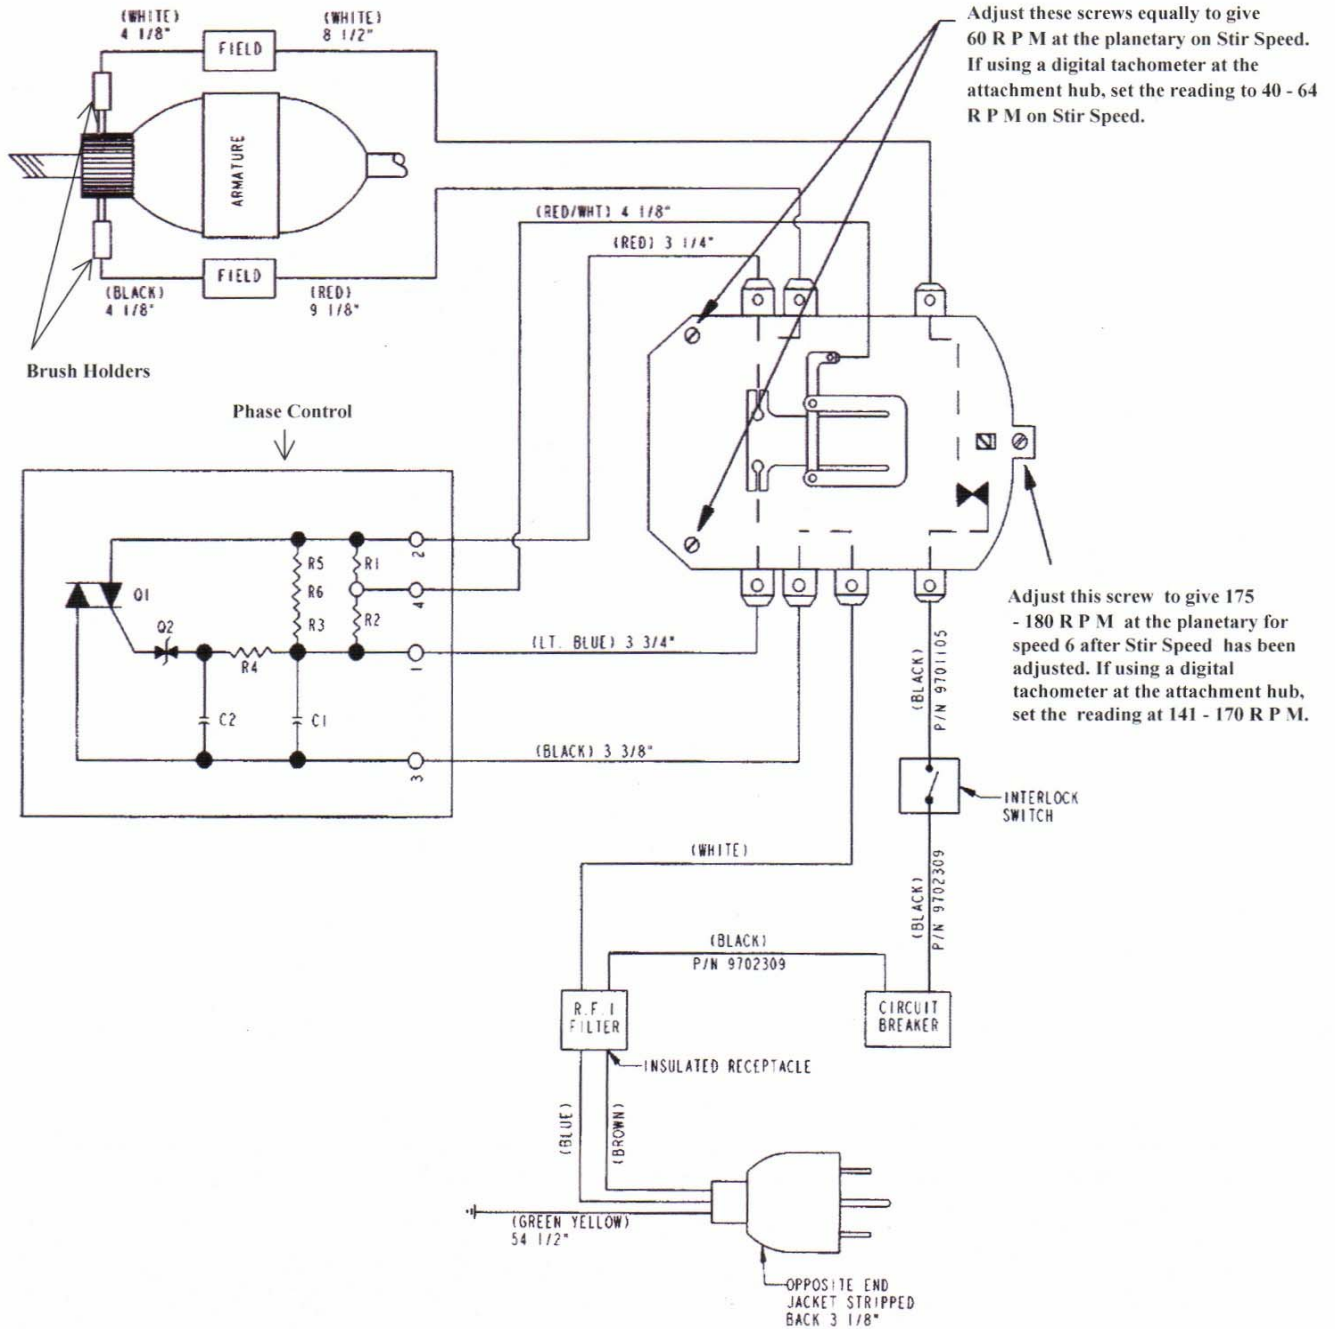 (WHITE)
4 1/8"
(WHITE)
8 1/2"
FIELD
ARMATURE
FIELD
(BLACK)
4 1/8"
(RED)
9 1/8"
Brush Holders
Adjust these screws equally to give
60 R P M at the planetary on Stir Speed.
If using a digital tachometer at the
attachment hub, set the reading to 40 - 64
R P M on Stir Speed.
(RED/WHT) 4 1/8"
(RED) 3 1/4"
Phase Control
Q1
Q2
R5
R6
R3
R1
R2
R4
C2
C1
2
4
1
3
(LT. BLUE) 3 3/4"
(BLACK) 3 3/8"
Adjust this screw to give 175
- 180 R P M at the planetary for
speed 6 after Stir Speed has been
adjusted. If using a digital
tachometer at the attachment hub,
set the reading at 141 - 170 R P M.
(BLACK)
P/N 9701105
INTERLOCK
SWITCH
(WHITE)
(BLACK)
P/N 9702309
(BLACK)
P/N 9702309
R.F.I
FILTER
CIRCUIT
BREAKER
INSULATED RECEPTACLE
(BLUE)
(BROWN)
(GREEN YELLOW)
54 1/2"
OPPOSITE END
JACKET STRIPPED
BACK 3 1/8"